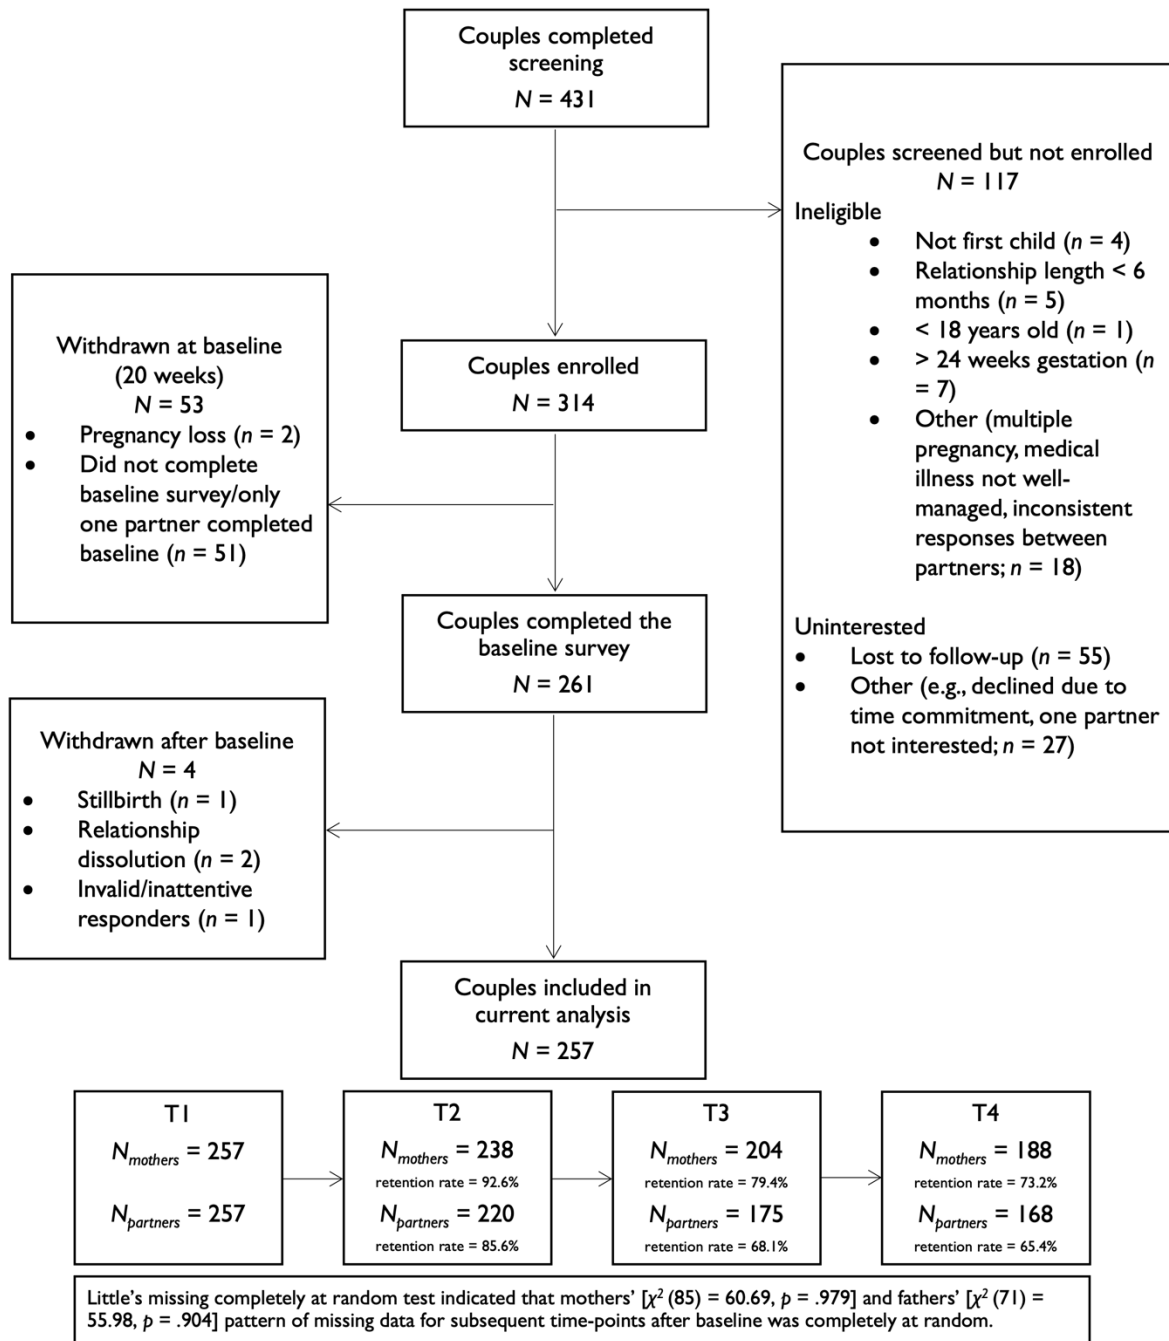 Couples completed
screening
N = 431
Couples screened but not enrolled
N = 117
Ineligible
• Not first child (n = 4)
• Relationship length < 6
months (n = 5)
• < 18 years old (n = 1)
• > 24 weeks gestation (n
= 7)
• Other (multiple
pregnancy, medical
illness not well-
managed, inconsistent
responses between
partners; n = 18)
Uninterested
• Lost to follow-up (n = 55)
• Other (e.g., declined due to
time commitment, one partner
not interested; n = 27)
Couples enrolled
N = 314
Withdrawn at baseline
(20 weeks)
N = 53
• Pregnancy loss (n = 2)
• Did not complete
baseline survey/only
one partner completed
baseline (n = 51)
Couples completed the
baseline survey
N = 261
Withdrawn after baseline
N = 4
• Stillbirth (n = 1)
• Relationship
dissolution (n = 2)
• Invalid/inattentive
responders (n = 1)
Couples included in
current analysis
N = 257
T1
Nmothers = 257
Npartners = 257
T2
Nmothers = 238
retention rate = 92.6%
Npartners = 220
retention rate = 85.6%
T3
Nmothers = 204
retention rate = 79.4%
Npartners = 175
retention rate = 68.1%
T4
Nmothers = 188
retention rate = 73.2%
Npartners = 168
retention rate = 65.4%
Little's missing completely at random test indicated that mothers' [χ² (85) = 60.69, p = .979] and fathers' [χ² (71) =
55.98, p = .904] pattern of missing data for subsequent time-points after baseline was completely at random.